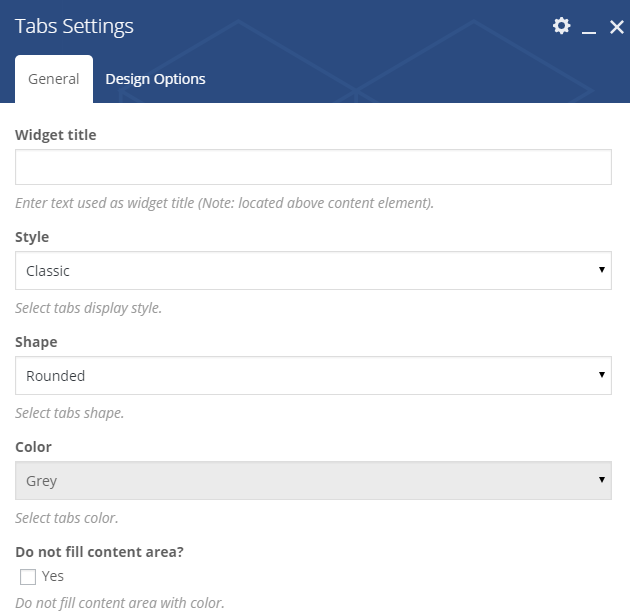 Tabs Settings
General Design Options
Widget title
Enter text used as widget title (Note: located above content element).
Style
Classic
Select tabs display style.
Shape
Rounded
Select tabs shape.
Color
Grey
Select tabs color.
Do not fill content area?
Yes
Do not fill content area with color.